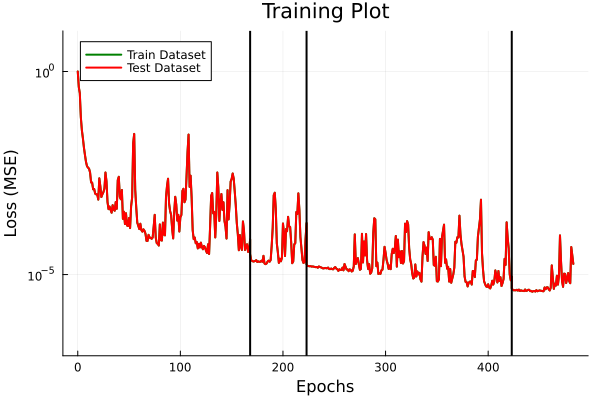 Training Plot
Train Dataset
Test Dataset
10⁰
10⁻⁵
Loss (MSE)
0 100 200 300 400
Epochs